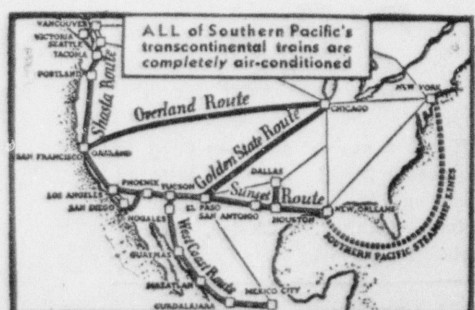 ALL of Southern Pacific's
transcontinental trains are
completely air-conditioned
VANCOUVER
VICTORIA
SEATTLE
TACOMA
PORTLAND
Shasta Route
NEW YORK
Overland Route
CHICAGO
SAN FRANCISCO
OAKLAND
Golden State Route
DALLAS
LOS ANGELES
PHOENIX
TUCSON
SAN DIEGO
EL
PASO
Sunset Route
SAN ANTONIO
HOUSTON
NEW ORLEANS
NOGALES
SOUTHERN PACIFIC STEAMSHIP LINES
West Coast Route
GUAYMAS
MAZATLAN
MEXICO CITY
GUADALAJARA